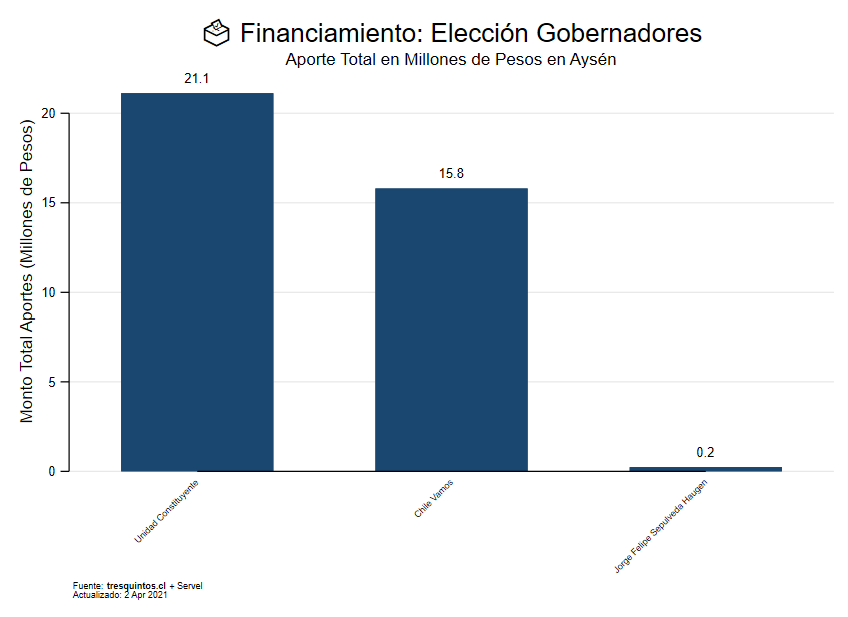 Financiamiento: Elección Gobernadores
Aporte Total en Millones de Pesos en Aysén
Monto Total Aportes (Millones de Pesos)
20
15
10
5
0
21.1
15.8
0.2
Unidad Constituyente
Chile Vamos
Jorge Felipe Sepulveda Haugen
Fuente: tresquintos.cl + Servel
Actualizado: 2 Apr 2021